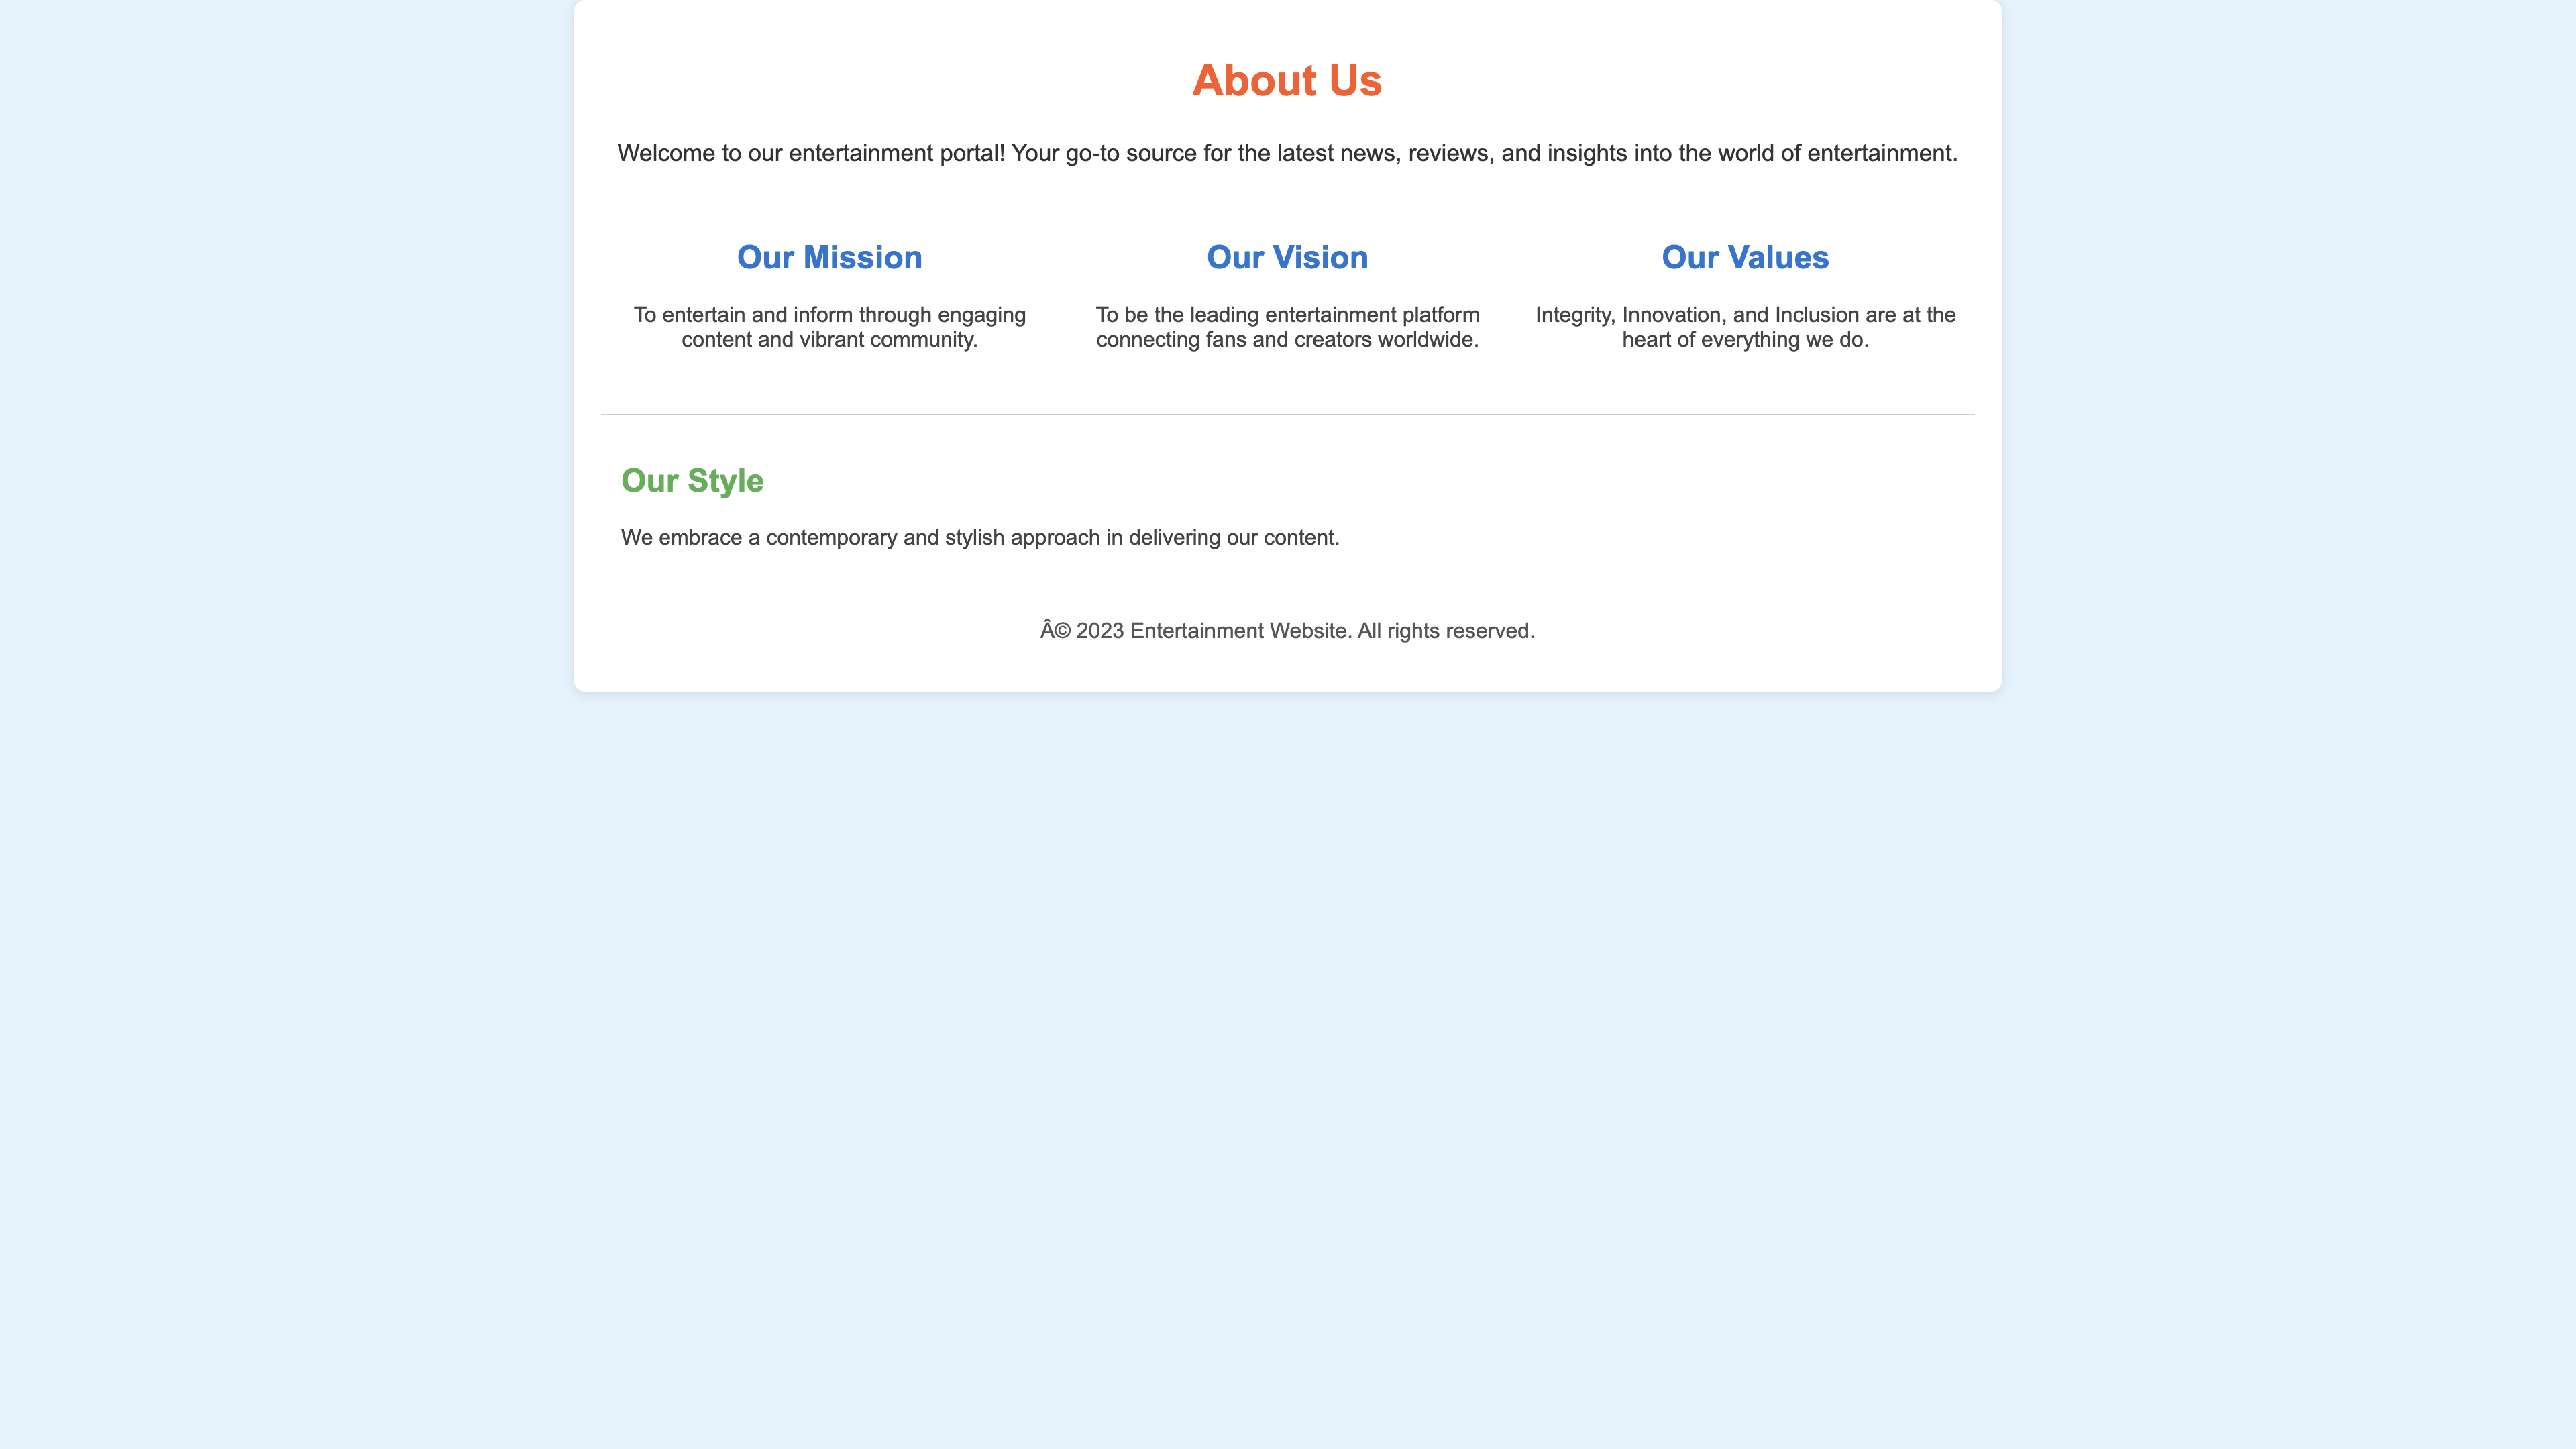 About Us
Welcome to our entertainment portal! Your go-to source for the latest news, reviews, and insights into the world of entertainment.
Our Mission
To entertain and inform through engaging
content and vibrant community.
Our Vision
To be the leading entertainment platform
connecting fans and creators worldwide.
Our Values
Integrity, Innovation, and Inclusion are at the
heart of everything we do.
Our Style
We embrace a contemporary and stylish approach in delivering our content.
Â© 2023 Entertainment Website. All rights reserved.